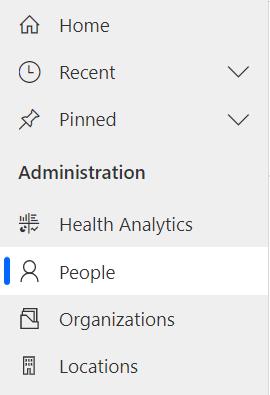 Home
Recent
Pinned
Administration
Health Analytics
People
Organizations
Locations